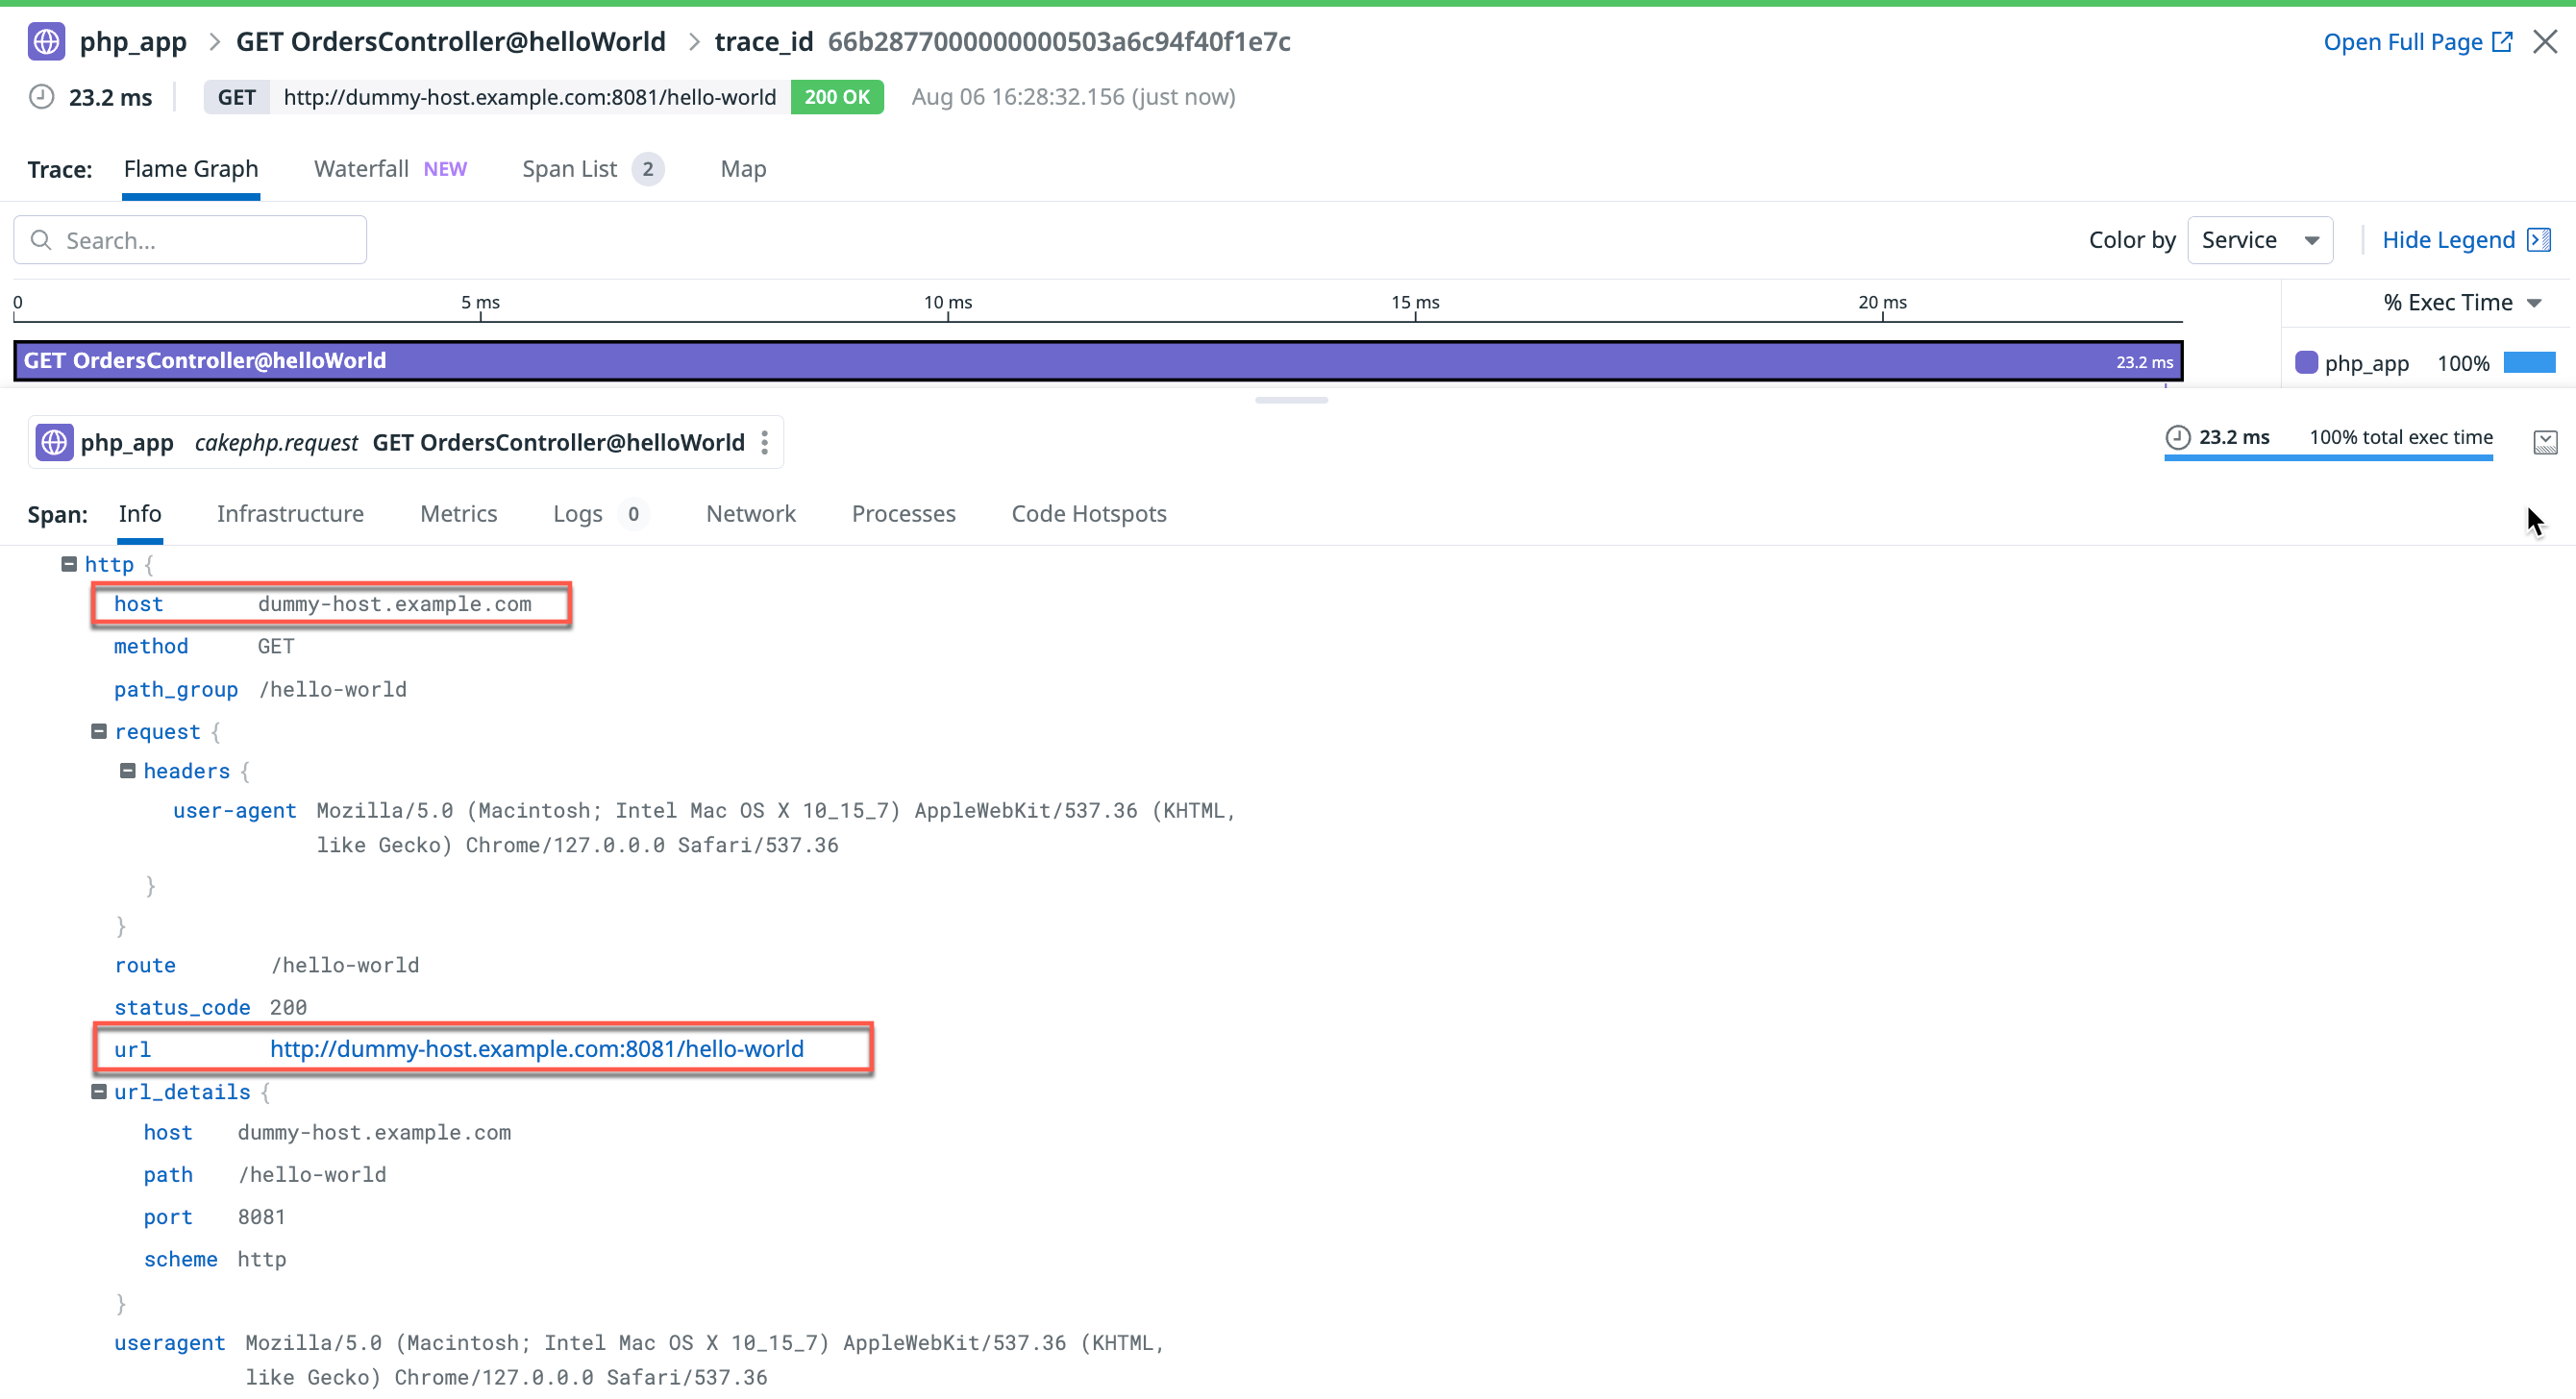 php_app > GET OrdersController@helloWorld > trace_id 66b2877000000000503a6c94f40f1e7c Open Full Page
23.2 ms GET http://dummy-host.example.com:8081/hello-world 200 OK Aug 06 16:28:32.156 (just now)
Trace: Flame Graph Waterfall NEW Span List 2 Map
Search... Color by Service Hide Legend
0 5 ms 10 ms 15 ms 20 ms % Exec Time
GET OrdersController@helloWorld 23.2 ms php_app 100%
php_app cakephp.request GET OrdersController@helloWorld 23.2 ms 100% total exec time
Span: Info Infrastructure Metrics Logs 0 Network Processes Code Hotspots
http {
host dummy-host.example.com
method GET
path_group /hello-world
request {
headers {
user-agent Mozilla/5.0 (Macintosh; Intel Mac OS X 10_15_7) AppleWebKit/537.36 (KHTML,
like Gecko) Chrome/127.0.0.0 Safari/537.36
}
}
route /hello-world
status_code 200
url http://dummy-host.example.com:8081/hello-world
url_details {
host dummy-host.example.com
path /hello-world
port 8081
scheme http
}
useragent Mozilla/5.0 (Macintosh; Intel Mac OS X 10_15_7) AppleWebKit/537.36 (KHTML,
like Gecko) Chrome/127.0.0.0 Safari/537.36